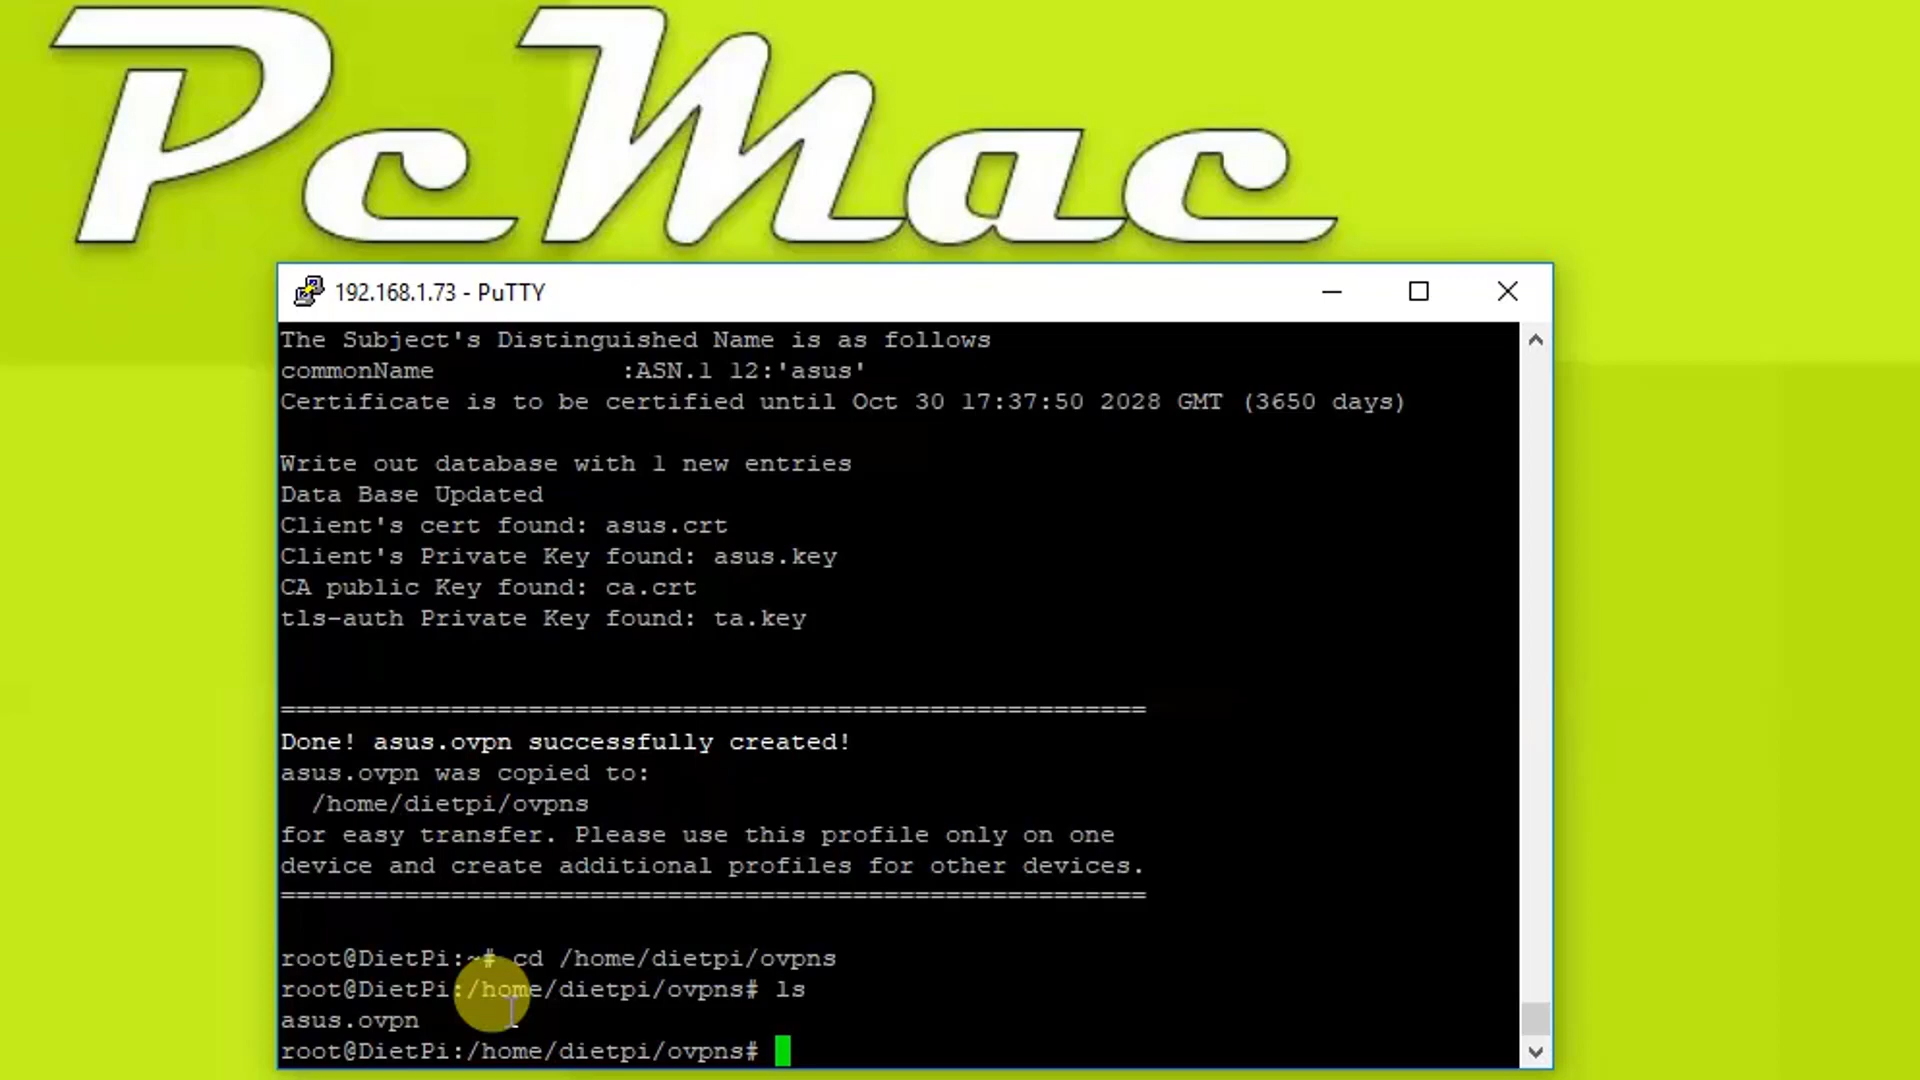 PcMac
192.168.1.73 - PuTTY
The Subject's Distinguished Name is as follows
commonName            :ASN.1 12:'asus'
Certificate is to be certified until Oct 30 17:37:50 2028 GMT (3650 days)
Write out database with 1 new entries
Data Base Updated
Client's cert found: asus.crt
Client's Private Key found: asus.key
CA public Key found: ca.crt
tls-auth Private Key found: ta.key
========================================================
Done! asus.ovpn successfully created!
asus.ovpn was copied to:
  /home/dietpi/ovpns
for easy transfer. Please use this profile only on one
device and create additional profiles for other devices.
========================================================
root@DietPi:~# cd /home/dietpi/ovpns
root@DietPi:/home/dietpi/ovpns# ls
asus.ovpn
root@DietPi:/home/dietpi/ovpns#